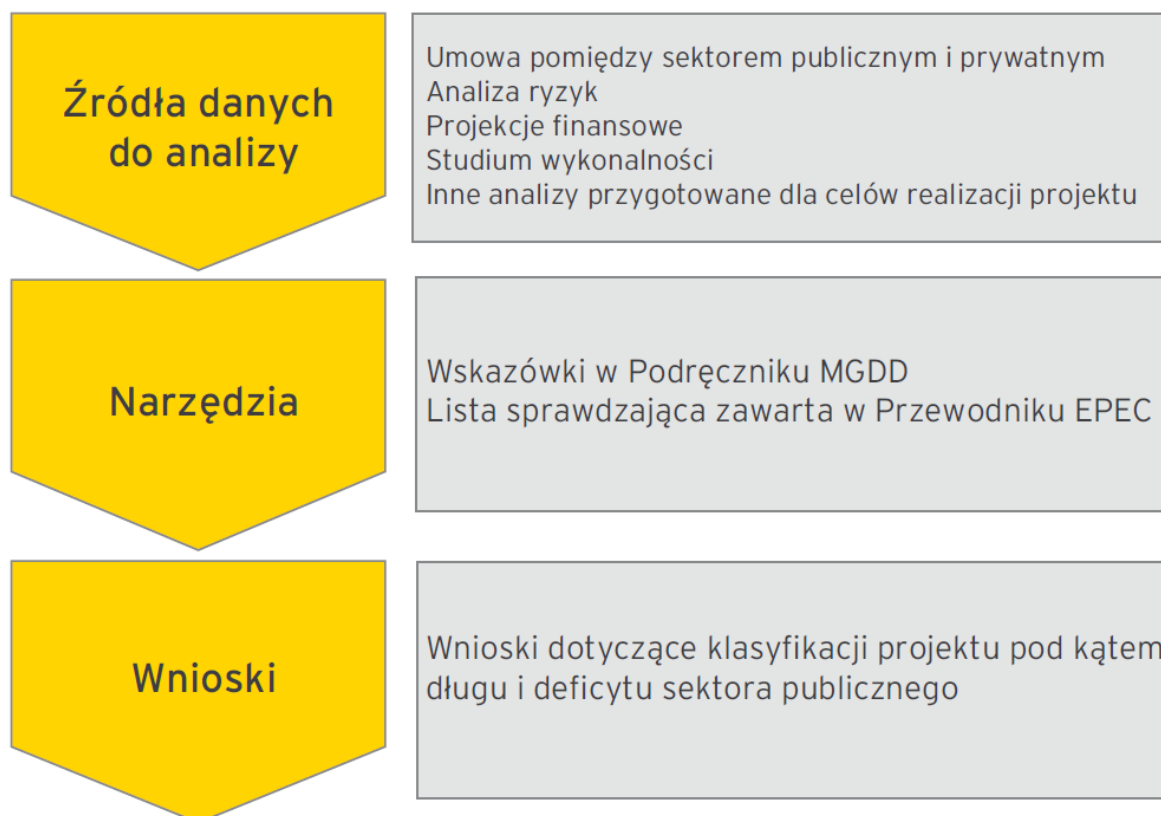 Źródła danych
do analizy
Umowa pomiędzy sektorem publicznym i prywatnym
Analiza ryzyk
Projekcje finansowe
Studium wykonalności
Inne analizy przygotowane dla celów realizacji projektu
Narzędzia
Wskazówki w Podręczniku MGDD
Lista sprawdzająca zawarta w Przewodniku EPEC
Wnioski
Wnioski dotyczące klasyfikacji projektu pod kątem
długu i deficytu sektora publicznego